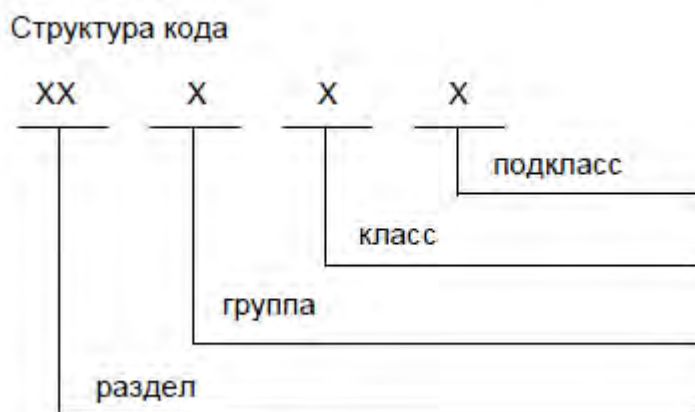 Структура кода
XX X X X
подкласс
класс
группа
раздел